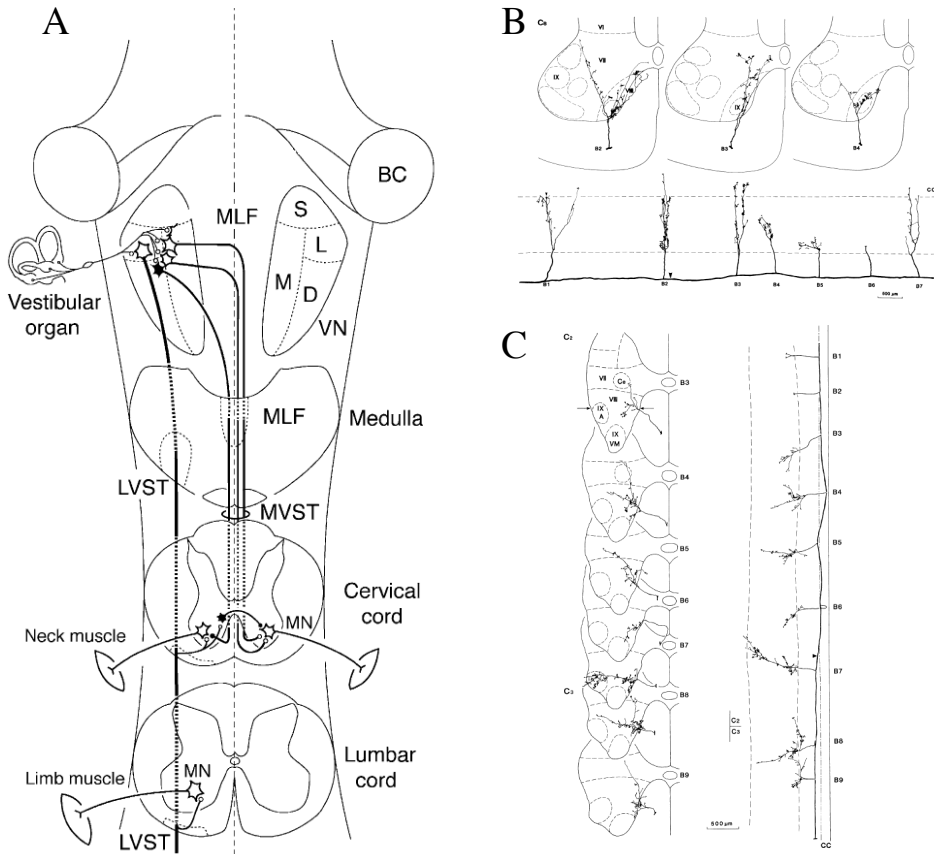 A
BC
MLF
S
L
M
D
VN
Vestibular
organ
MLF
Medulla
LVST
MVST
Cervical
cord
MN
Neck muscle
Lumbar
cord
MN
Limb muscle
LVST
B
C8
VI
VII
VIII
IX
IX
B2
B3
B4
CC
B1
B2
B3
B4
B5
B6
B7
500 μm
C
C2
VII
Ce
VIII
IX
A
IX
VM
B3
B4
B5
B6
B7
C3
B8
B9
500 μm
B1
B2
B3
B4
B5
B6
B7
C2
C3
B8
B9
CC